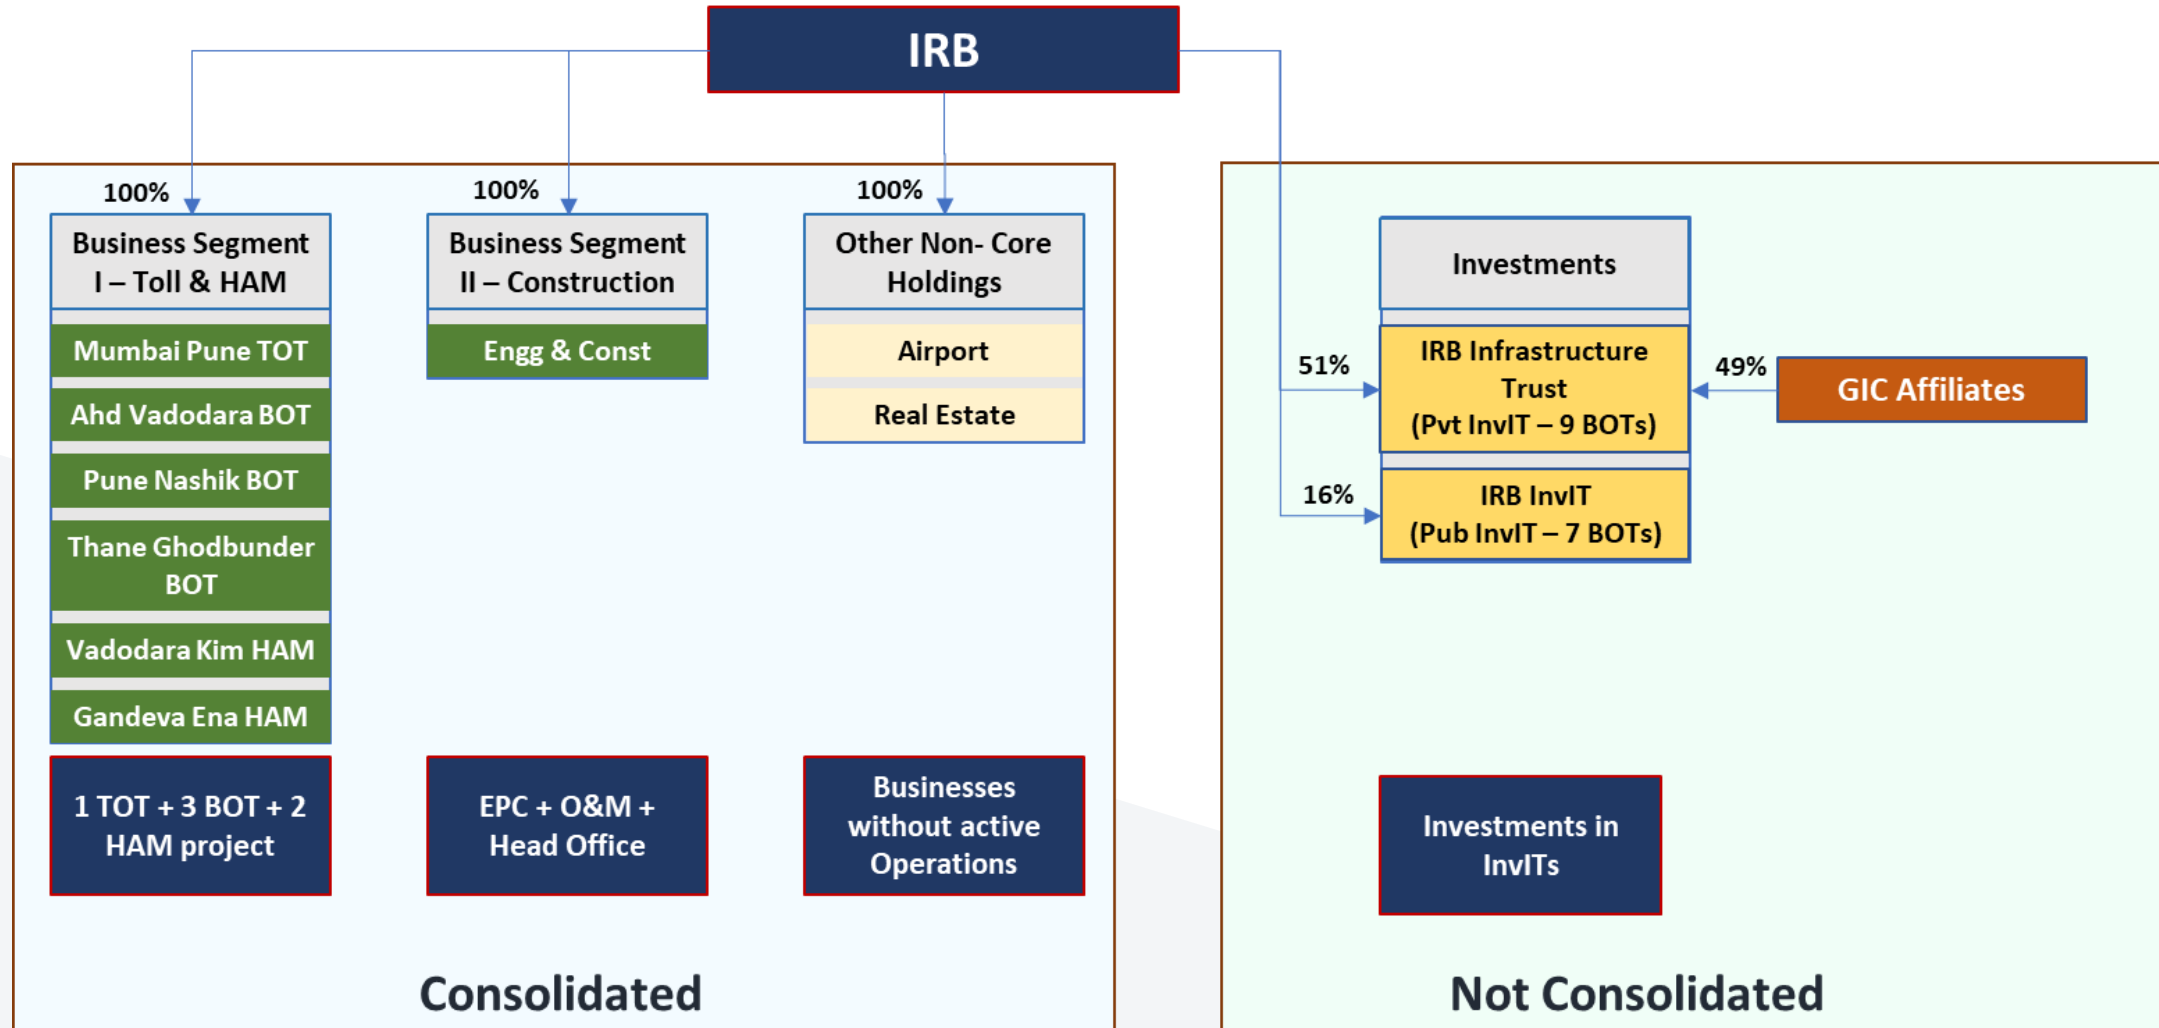 IRB
100%
Business Segment
I – Toll & HAM
Mumbai Pune TOT
Ahd Vadodara BOT
Pune Nashik BOT
Thane Ghodbunder
BOT
Vadodara Kim HAM
Gandeva Ena HAM
1 TOT + 3 BOT + 2
HAM project
100%
Business Segment
II – Construction
Engg & Const
EPC + O&M +
Head Office
100%
Other Non- Core
Holdings
Airport
Real Estate
Businesses
without active
Operations
Consolidated
Investments
51%
IRB Infrastructure
Trust
(Pvt InvIT – 9 BOTs)
49%
GIC Affiliates
16%
IRB InvIT
(Pub InvIT – 7 BOTs)
Investments in
InvITs
Not Consolidated